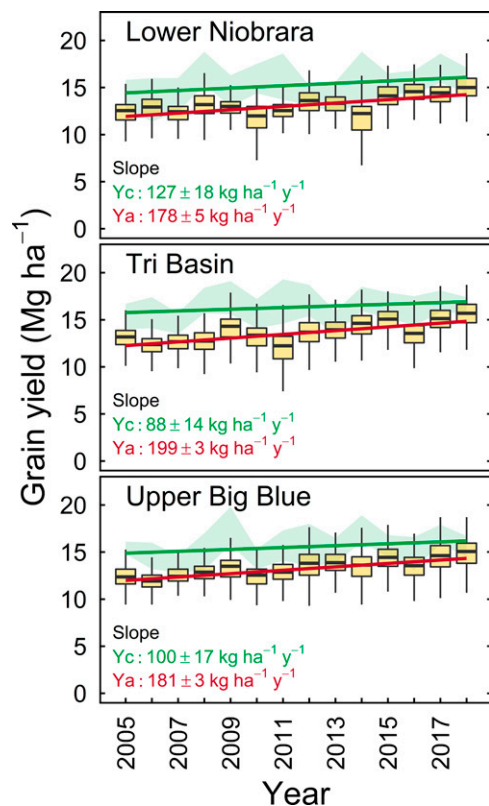 Grain yield (Mg ha⁻¹)
Lower Niobrara
20
15
10
5
0
Slope
Yc: 127 ± 18 kg ha⁻¹ y⁻¹
Ya: 178 ± 5 kg ha⁻¹ y⁻¹
Tri Basin
20
15
10
5
0
Slope
Yc: 88 ± 14 kg ha⁻¹ y⁻¹
Ya: 199 ± 3 kg ha⁻¹ y⁻¹
Upper Big Blue
20
15
10
5
0
Slope
Yc: 100 ± 17 kg ha⁻¹ y⁻¹
Ya: 181 ± 3 kg ha⁻¹ y⁻¹
2005
2007
2009
2011
2013
2015
2017
Year